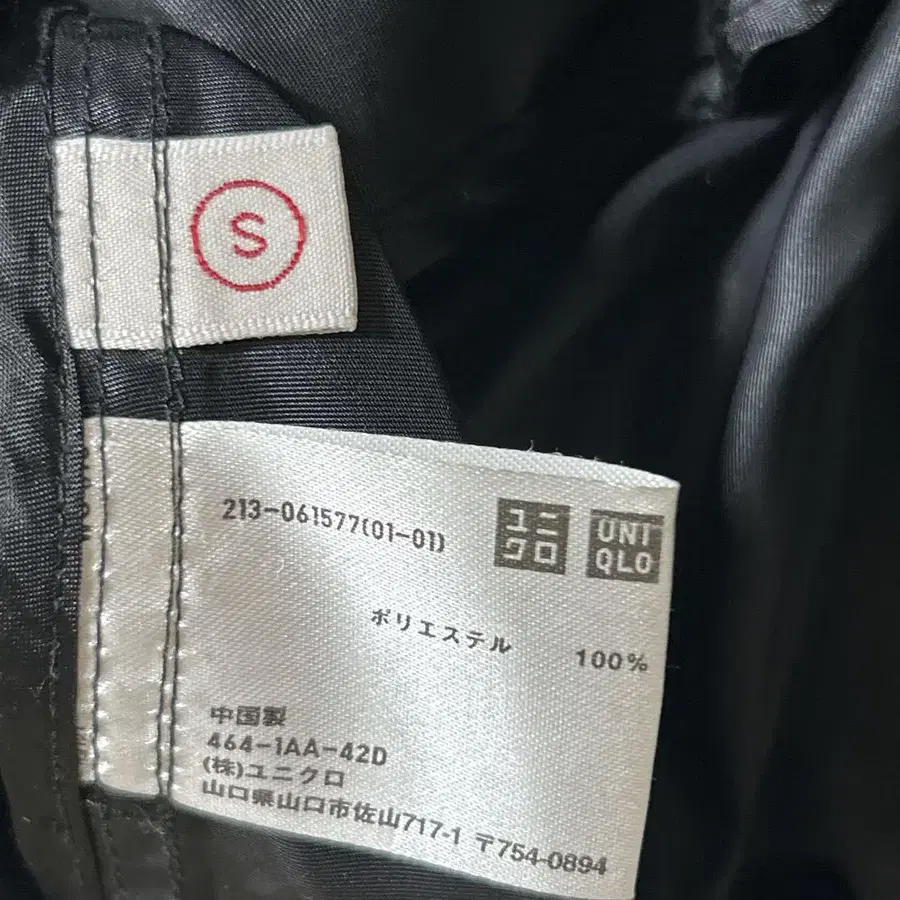 S
213-061577(01-01)
ユニ
クロ
UNI
QLO
ポリエステル 100%
中国製
464-1AA-42D
(株)ユニクロ
山口県山口市佐山717-1 〒754-0894